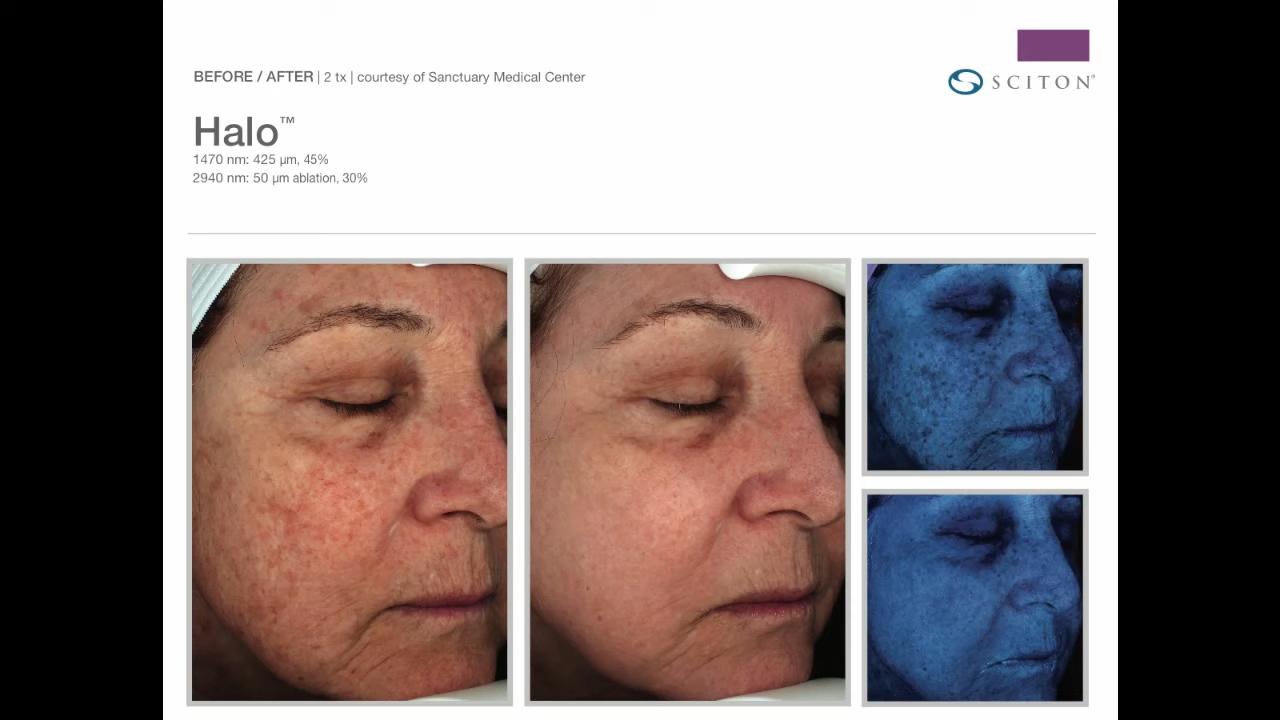 BEFORE / AFTER | 2 tx | courtesy of Sanctuary Medical Center
SCITON®
Halo™
1470 nm: 425 µm, 45%
2940 nm: 50 µm ablation, 30%